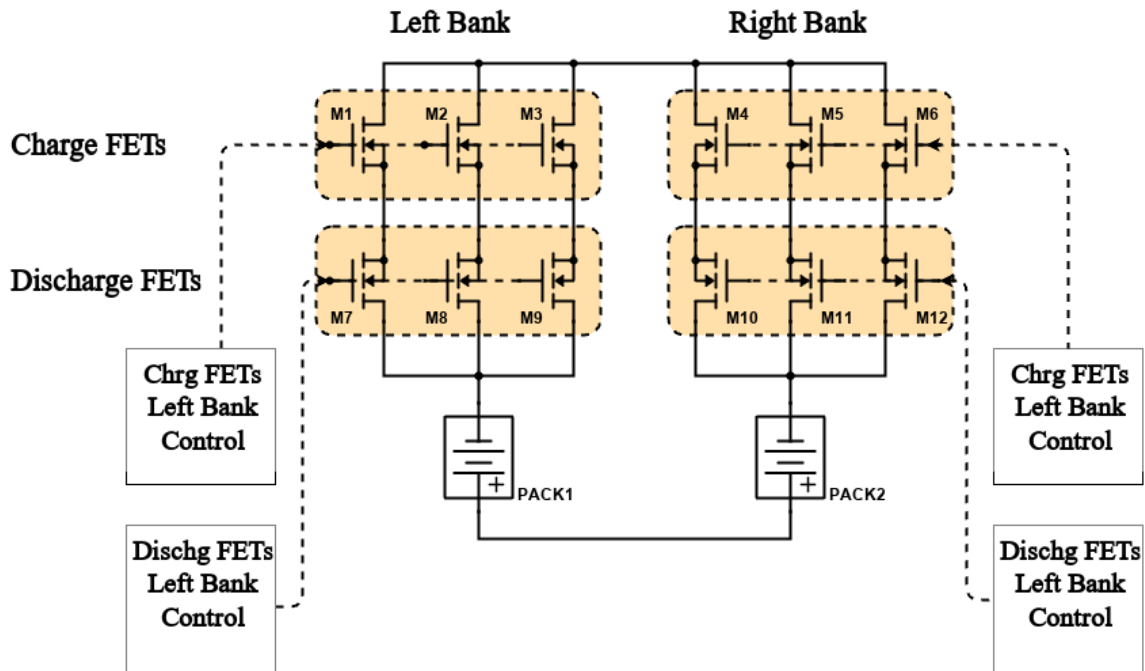 Left Bank
Right Bank
Charge FETs
M1
M2
M3
M4
M5
M6
Discharge FETs
M7
M8
M9
M10
M11
M12
Chrg FETs
Left Bank
Control
Chrg FETs
Left Bank
Control
PACK1
PACK2
Dischg FETs
Left Bank
Control
Dischg FETs
Left Bank
Control